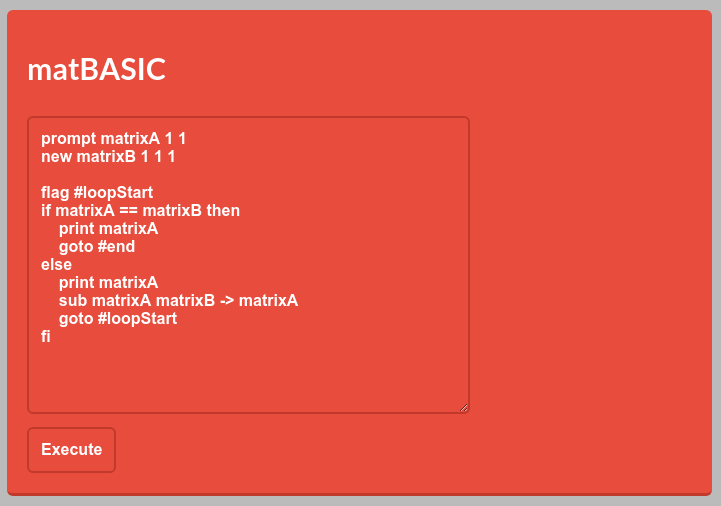 matBASIC
prompt matrixA 1 1
new matrixB 1 1 1
flag #loopStart
if matrixA == matrixB then
print matrixA
goto #end
else
print matrixA
sub matrixA matrixB -> matrixA
goto #loopStart
fi
Execute